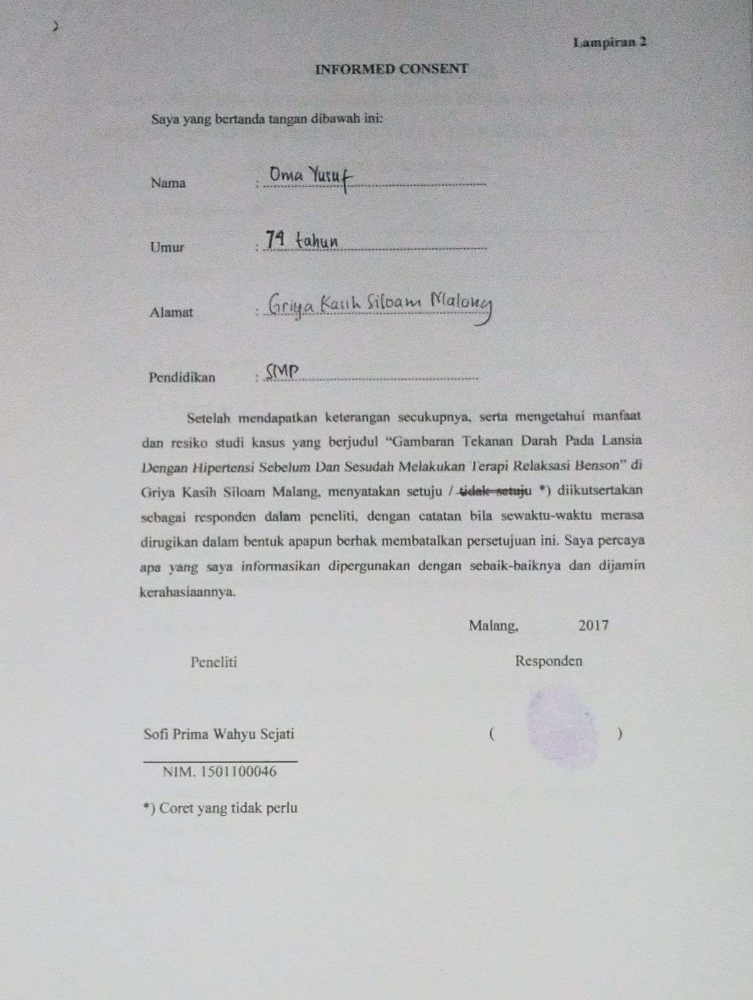 Lampiran 2
INFORMED CONSENT
Saya yang bertanda tangan dibawah ini:
Nama : Oma Yusuf
Umur : 74 tahun
Alamat : Griya Kasih Siloam Malang
Pendidikan : SMP
Setelah mendapatkan keterangan secukupnya, serta mengetahui manfaat
dan resiko studi kasus yang berjudul “Gambaran Tekanan Darah Pada Lansia
Dengan Hipertensi Sebelum Dan Sesudah Melakukan Terapi Relaksasi Benson” di
Griya Kasih Siloam Malang, menyatakan setuju / tidak setuju *) diikutsertakan
sebagai responden dalam peneliti, dengan catatan bila sewaktu-waktu merasa
dirugikan dalam bentuk apapun berhak membatalkan persetujuan ini. Saya percaya
apa yang saya informasikan dipergunakan dengan sebaik-baiknya dan dijamin
kerahasiaannya.
Malang, 2017
Peneliti Responden
Sofi Prima Wahyu Sejati ( )
NIM. 1501100046
*) Coret yang tidak perlu